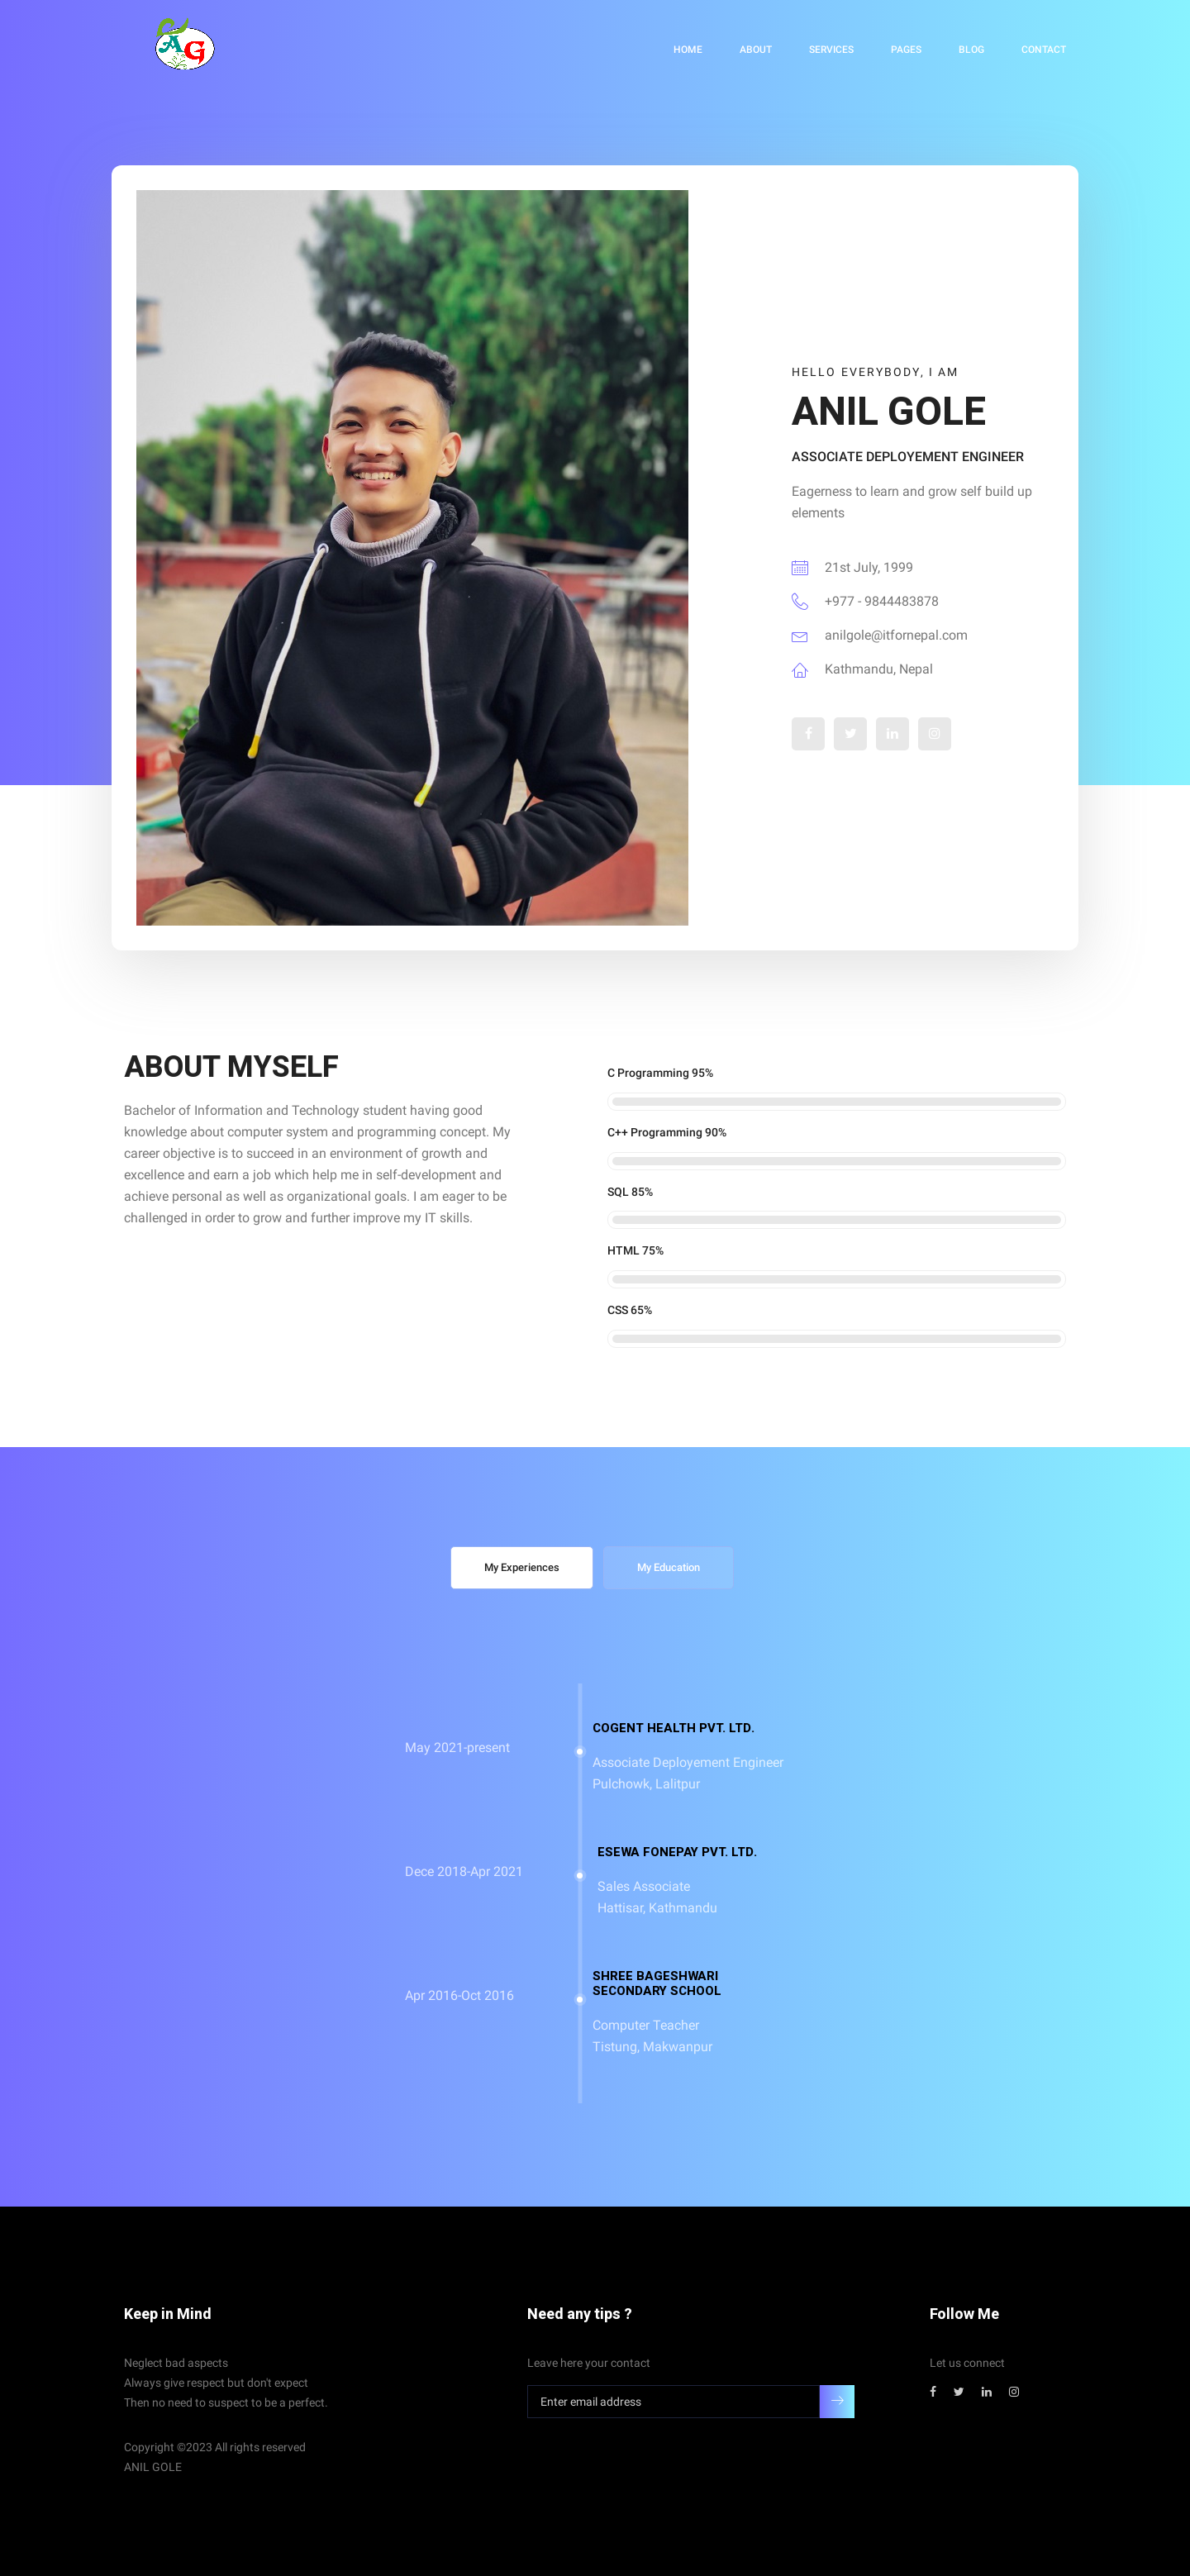 AG
HOME ABOUT SERVICES PAGES BLOG CONTACT
HELLO EVERYBODY, I AM
ANIL GOLE
ASSOCIATE DEPLOYEMENT ENGINEER
Eagerness to learn and grow self build up
elements
21st July, 1999
+977 - 9844483878
anilgole@itfornepal.com
Kathmandu, Nepal
ABOUT MYSELF
Bachelor of Information and Technology student having good
knowledge about computer system and programming concept. My
career objective is to succeed in an environment of growth and
excellence and earn a job which help me in self-development and
achieve personal as well as organizational goals. I am eager to be
challenged in order to grow and further improve my IT skills.
C Programming 95%
C++ Programming 90%
SQL 85%
HTML 75%
CSS 65%
My Experiences My Education
May 2021-present
COGENT HEALTH PVT. LTD.
Associate Deployement Engineer
Pulchowk, Lalitpur
Dece 2018-Apr 2021
ESEWA FONEPAY PVT. LTD.
Sales Associate
Hattisar, Kathmandu
Apr 2016-Oct 2016
SHREE BAGESHWARI
SECONDARY SCHOOL
Computer Teacher
Tistung, Makwanpur
Keep in Mind
Neglect bad aspects
Always give respect but don't expect
Then no need to suspect to be a perfect.
Copyright ©2023 All rights reserved
ANIL GOLE
Need any tips ?
Leave here your contact
Enter email address
Follow Me
Let us connect